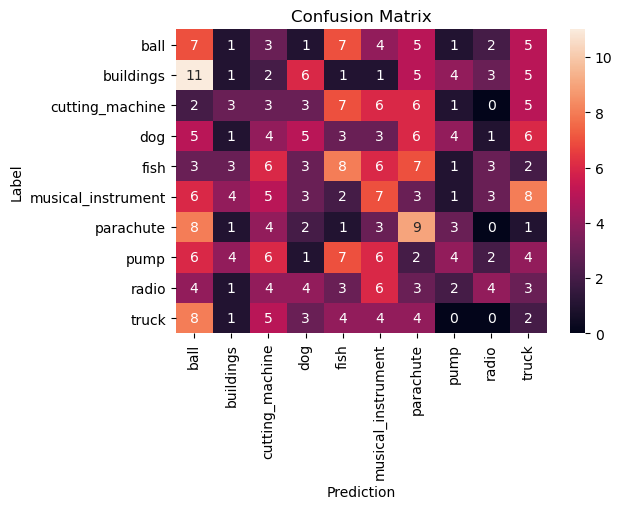 Confusion Matrix
ball 7 1 3 1 7 4 5 1 2 5
buildings 11 1 2 6 1 1 5 4 3 5
cutting_machine 2 3 3 3 7 6 6 1 0 5
dog 5 1 4 5 3 3 6 4 1 6
fish 3 3 6 3 8 6 7 1 3 2
musical_instrument 6 4 5 3 2 7 3 1 3 8
parachute 8 1 4 2 1 3 9 3 0 1
pump 6 4 6 1 7 6 2 4 2 4
radio 4 1 4 4 3 6 3 2 4 3
truck 8 1 5 3 4 4 4 0 0 2
Label
ball
buildings
cutting_machine
dog
fish
musical_instrument
parachute
pump
radio
truck
Prediction
10
8
6
4
2
0